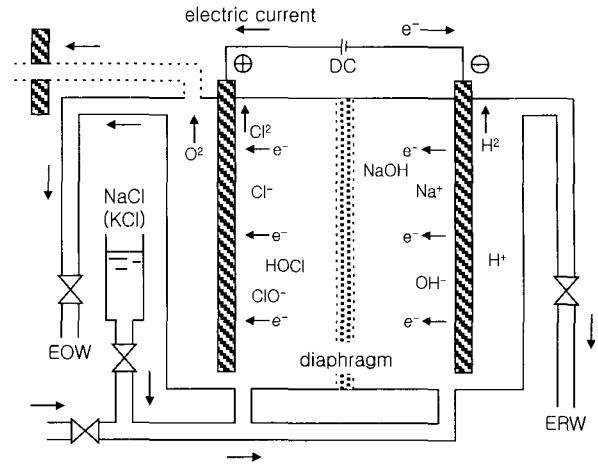 electric current
e⁻
⊕
DC
⊖
O²
Cl²
H²
e⁻
e⁻
NaOH
NaCl
(KCl)
Cl⁻
Na⁺
e⁻
e⁻
HOCl
H⁺
ClO⁻
OH⁻
e⁻
e⁻
EOW
diaphragm
ERW